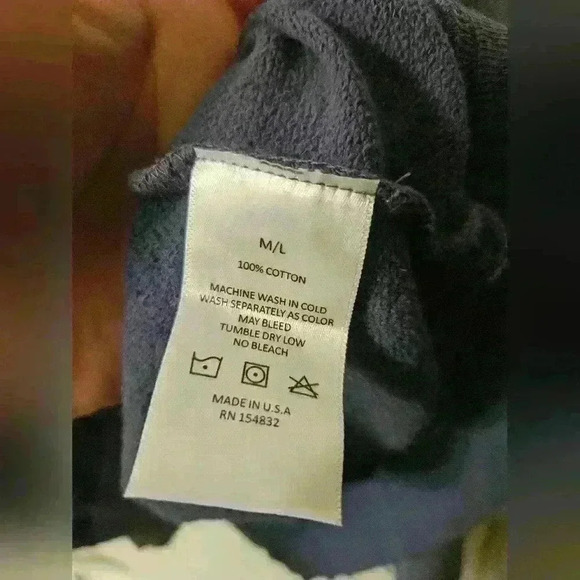 M/L
100% COTTON
MACHINE WASH IN COLD
WASH SEPARATELY AS COLOR
MAY BLEED
TUMBLE DRY LOW
NO BLEACH
MADE IN U.S.A
RN 154832